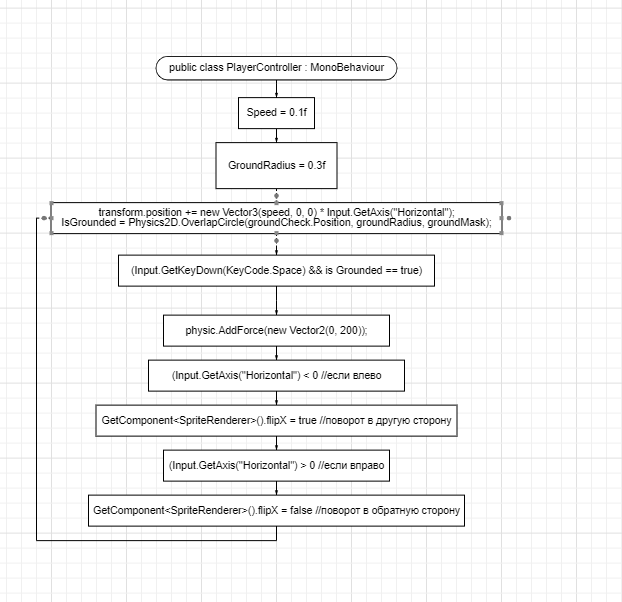 public class PlayerController : MonoBehaviour
Speed = 0.1f
GroundRadius = 0.3f
transform.position += new Vector3(speed, 0, 0) * Input.GetAxis("Horizontal");
IsGrounded = Physics2D.OverlapCircle(groundCheck.Position, groundRadius, groundMask);
(Input.GetKeyDown(KeyCode.Space) && is Grounded == true)
physic.AddForce(new Vector2(0, 200));
(Input.GetAxis("Horizontal") < 0 //если влево
GetComponent<SpriteRenderer>().flipX = true //поворот в другую сторону
(Input.GetAxis("Horizontal") > 0 //если вправо
GetComponent<SpriteRenderer>().flipX = false //поворот в обратную сторону